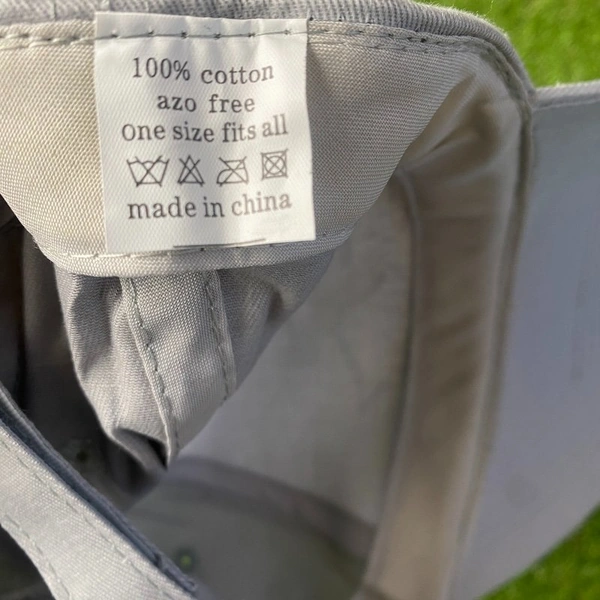 100% cotton
azo free
one size fits all
made in china